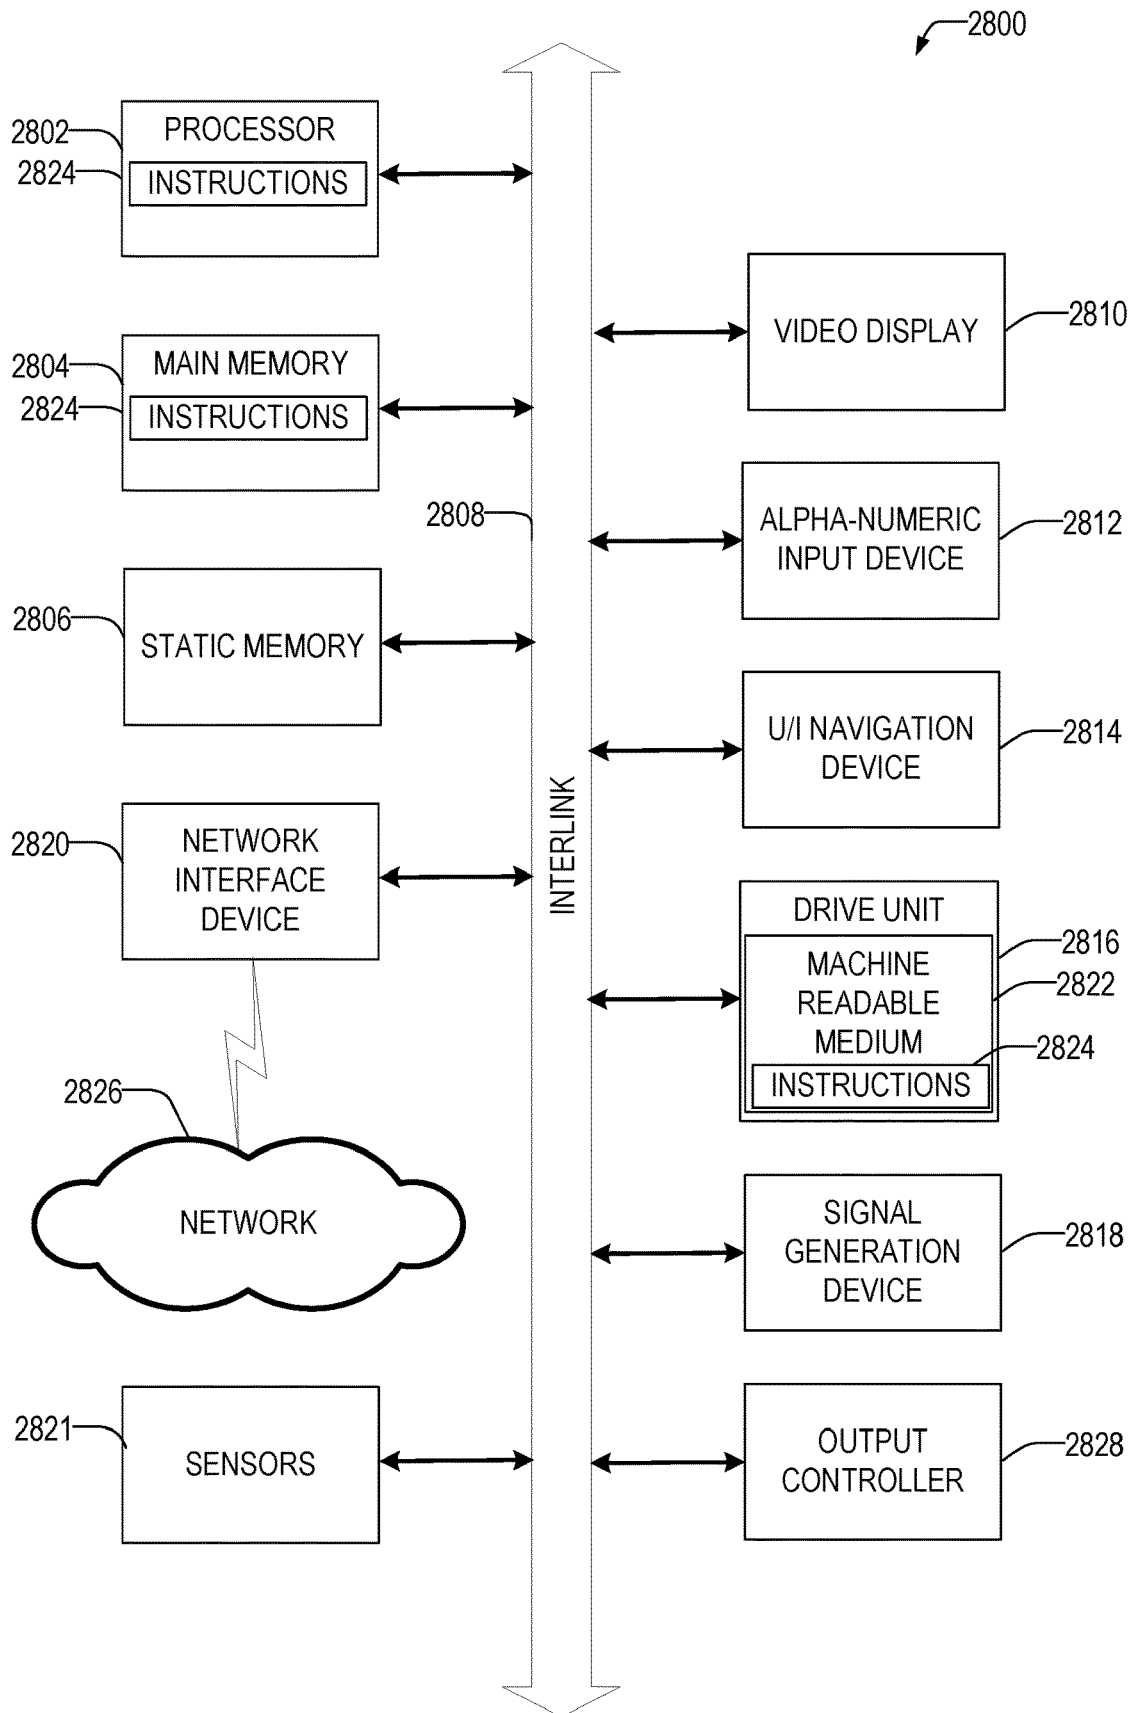 2800
2802
PROCESSOR
2824
INSTRUCTIONS
2804
MAIN MEMORY
2824
INSTRUCTIONS
2806
STATIC MEMORY
2820
NETWORK
INTERFACE
DEVICE
2826
NETWORK
2821
SENSORS
2808
INTERLINK
VIDEO DISPLAY
2810
ALPHA-NUMERIC
INPUT DEVICE
2812
U/I NAVIGATION
DEVICE
2814
DRIVE UNIT
2816
MACHINE
READABLE
MEDIUM
2822
2824
INSTRUCTIONS
SIGNAL
GENERATION
DEVICE
2818
OUTPUT
CONTROLLER
2828